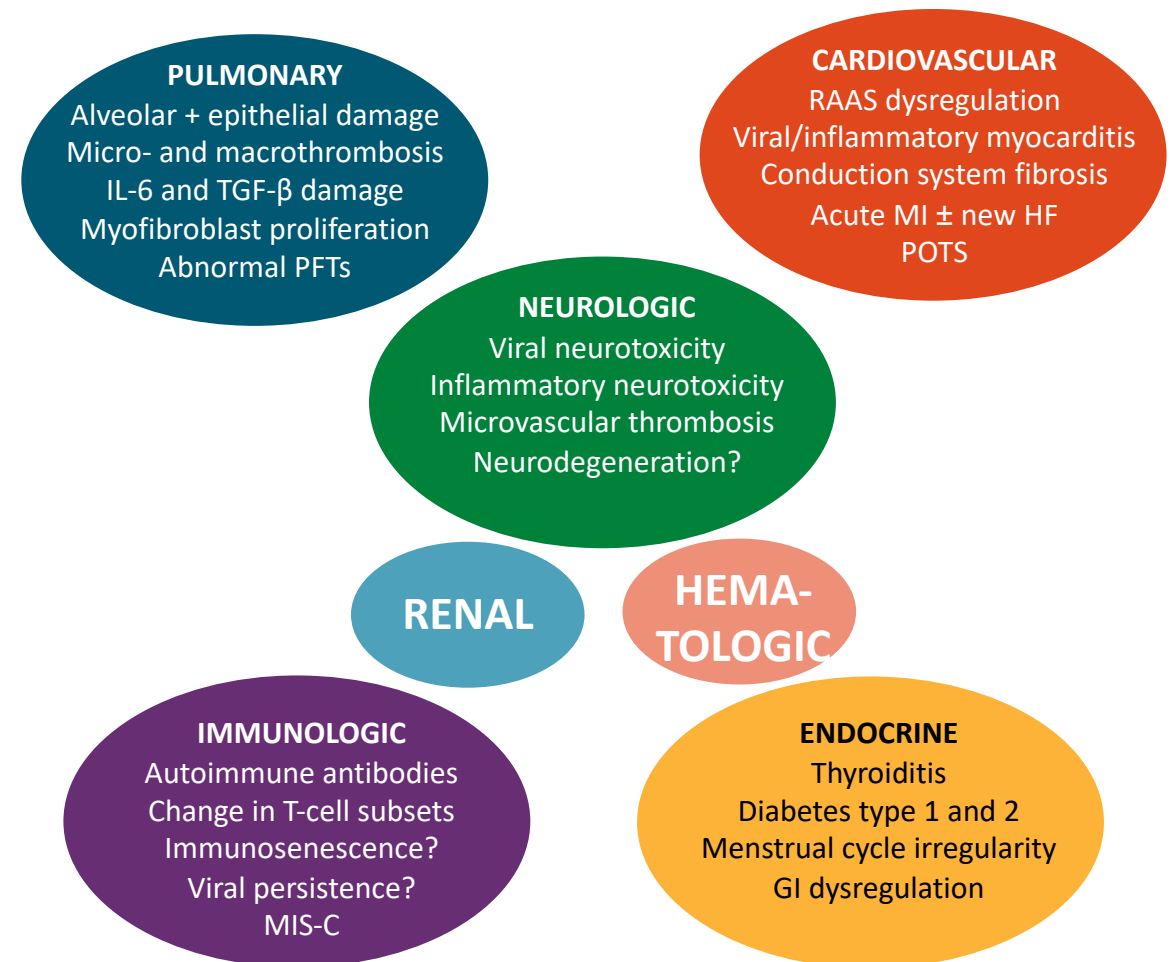 PULMONARY
Alveolar + epithelial damage
Micro- and macrothrombosis
IL-6 and TGF-β damage
Myofibroblast proliferation
Abnormal PFTs
CARDIOVASCULAR
RAAS dysregulation
Viral/inflammatory myocarditis
Conduction system fibrosis
Acute MI ± new HF
POTS
NEUROLOGIC
Viral neurotoxicity
Inflammatory neurotoxicity
Microvascular thrombosis
Neurodegeneration?
RENAL
HEMA-
TOLOGIC
IMMUNOLOGIC
Autoimmune antibodies
Change in T-cell subsets
Immunosenescence?
Viral persistence?
MIS-C
ENDOCRINE
Thyroiditis
Diabetes type 1 and 2
Menstrual cycle irregularity
GI dysregulation